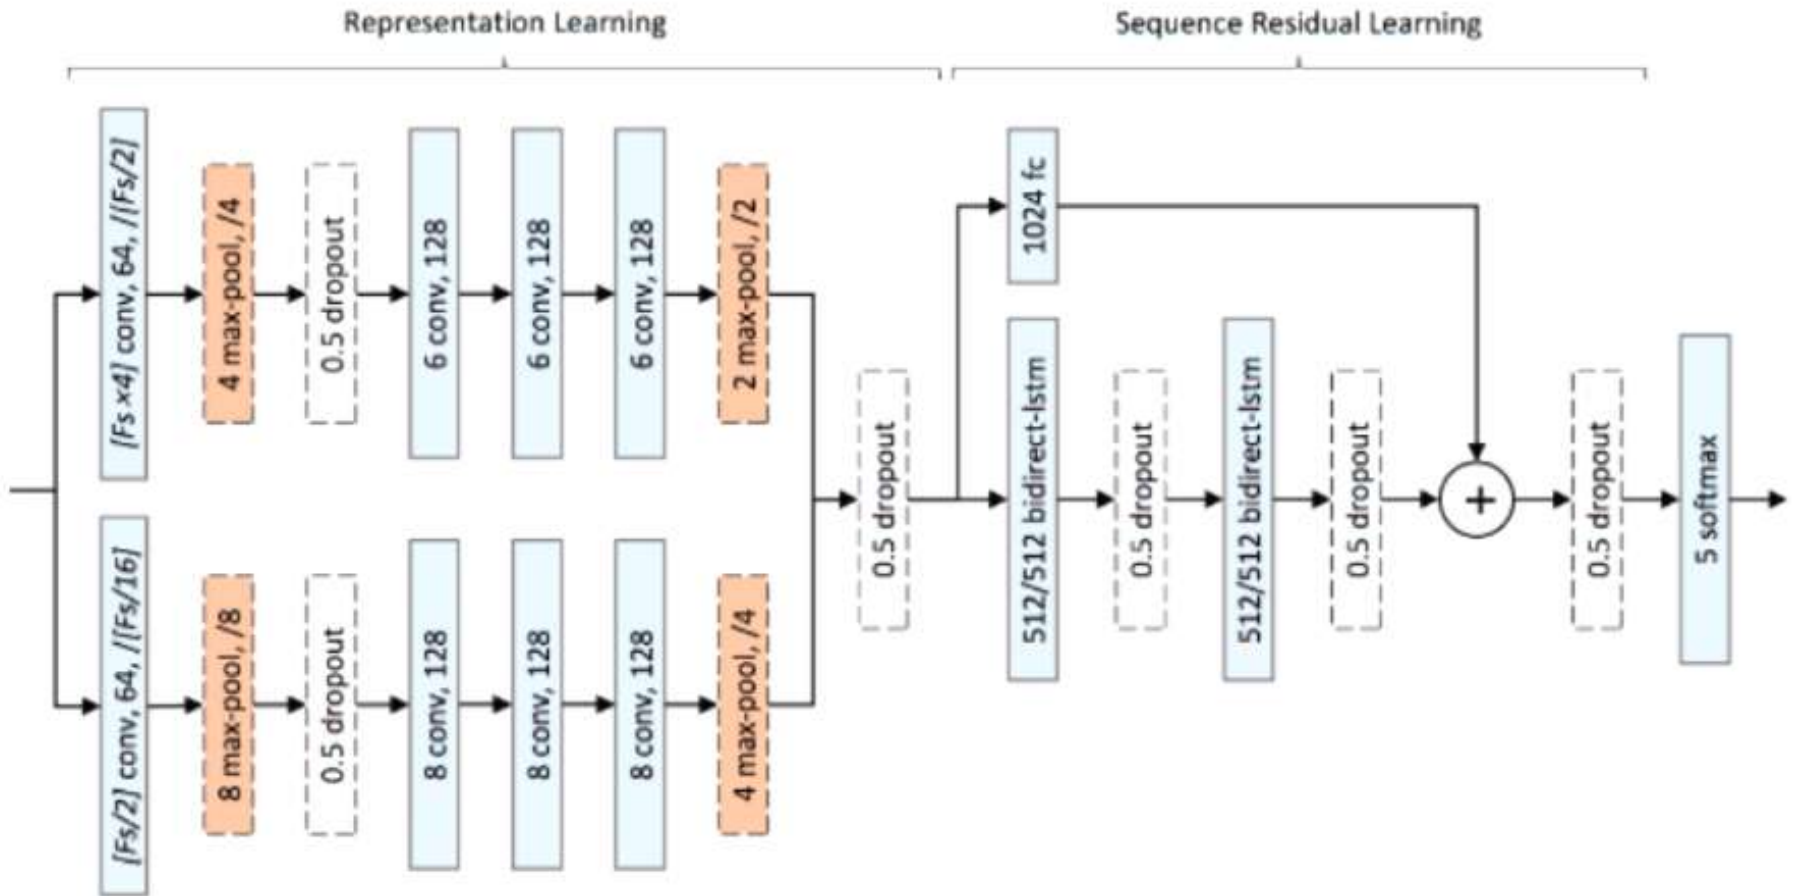 Representation Learning
Sequence Residual Learning
[Fs x4] conv, 64, /[Fs/2]
4 max-pool, /4
0.5 dropout
6 conv, 128
6 conv, 128
6 conv, 128
2 max-pool, /2
[Fs/2] conv, 64, /[Fs/16]
8 max-pool, /8
0.5 dropout
8 conv, 128
8 conv, 128
8 conv, 128
4 max-pool, /4
0.5 dropout
1024 fc
512/512 bidirect-lstm
0.5 dropout
512/512 bidirect-lstm
0.5 dropout
+
0.5 dropout
5 softmax